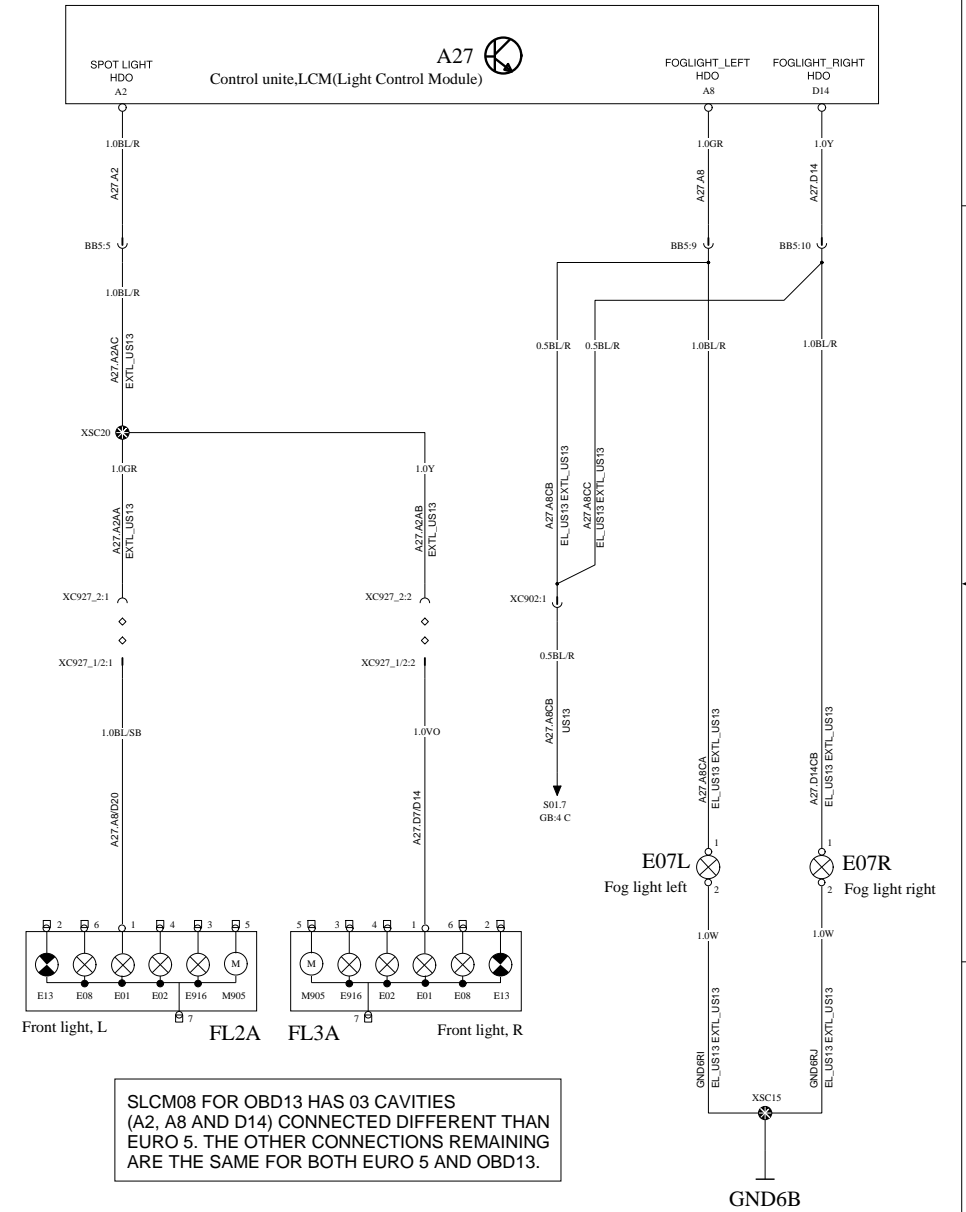 A27
Control unite,LCM(Light Control Module)
SPOT LIGHT
HDO
A2
FOGLIGHT_LEFT
HDO
A8
FOGLIGHT_RIGHT
HDO
D14
1.0BL/R
1.0GR
1.0Y
A27.A2
A27.A8
A27.D14
BB5:5
BB5:9
BB5:10
1.0BL/R
A27.A2AC
EXTL_US13
0.5BL/R
0.5BL/R
1.0BL/R
1.0BL/R
XSC20
1.0GR
1.0Y
A27.A2AA
EXTL_US13
A27.A2AB
EXTL_US13
A27.A8CB
EL_US13 EXTL_US13
A27.A8CC
EL_US13 EXTL_US13
XC927_2:1
XC927_2:2
XC902:1
XC927_1/2:1
XC927_1/2:2
0.5BL/R
A27.A8CB
US13
1.0BL/SB
1.0VO
A27.A8/D20
A27.D7/D14
A27.A8CA
EL_US13 EXTL_US13
A27.D14CB
EL_US13 EXTL_US13
S01.7
GB:4 C
1
1
E07L
Fog light left
E07R
Fog light right
2
2
1.0W
1.0W
2 6 1 4 3 5
5 3 4 1 6 2
M
M
E13 E08 E01 E02 E916 M905
M905 E916 E02 E01 E08 E13
7
7
Front light, L
FL2A
FL3A
Front light, R
GND6RI
EL_US13 EXTL_US13
GND6RJ
EL_US13 EXTL_US13
XSC15
GND6B
SLCM08 FOR OBD13 HAS 03 CAVITIES
(A2, A8 AND D14) CONNECTED DIFFERENT THAN
EURO 5. THE OTHER CONNECTIONS REMAINING
ARE THE SAME FOR BOTH EURO 5 AND OBD13.